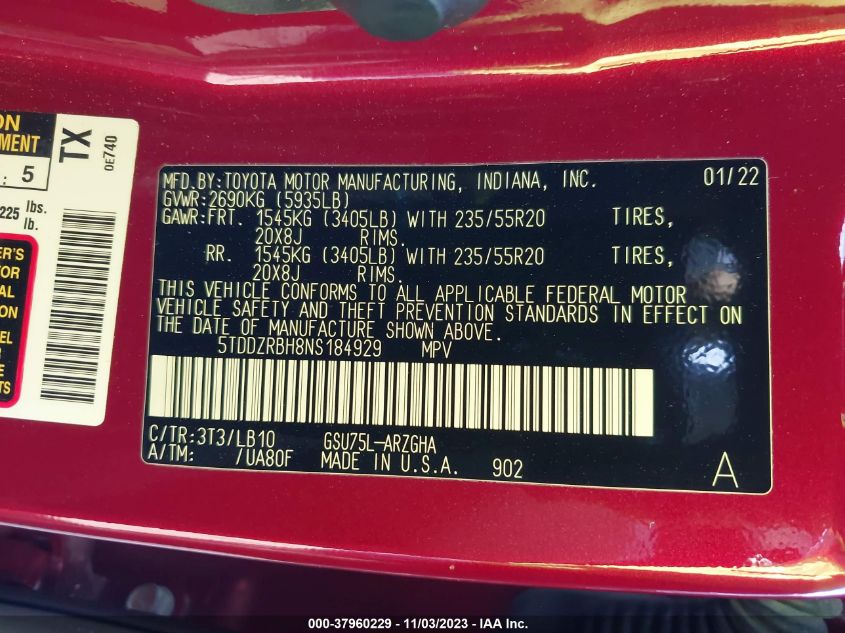 ON
MENT
: 5
225 lbs.
lb.
TX
0E740
MFD.BY:TOYOTA MOTOR MANUFACTURING, INDIANA, INC. 01/22
GVWR:2690KG (5935LB)
GAWR:FRT. 1545KG (3405LB) WITH 235/55R20 TIRES,
20X8J RIMS.
RR. 1545KG (3405LB) WITH 235/55R20 TIRES,
20X8J RIMS.
THIS VEHICLE CONFORMS TO ALL APPLICABLE FEDERAL MOTOR
VEHICLE SAFETY AND THEFT PREVENTION STANDARDS IN EFFECT ON
THE DATE OF MANUFACTURE SHOWN ABOVE.
5TDDZRBH8NS184929 MPV
C/TR:3T3/LB10 GSU75L-ARZGHA
A/TM: /UA80F MADE IN U.S.A. 902 A
ER'S
TOR
AL
ION
EL
R
E
TS
000-37960229 - 11/03/2023 - IAAI Inc.